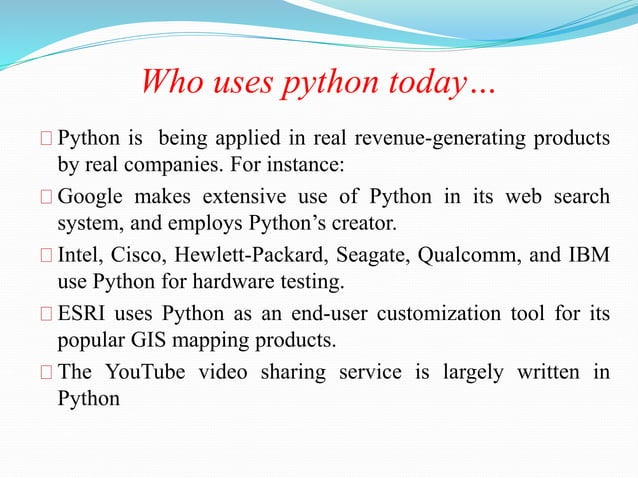 Who uses python today…
Python is being applied in real revenue-generating products
by real companies. For instance:
Google makes extensive use of Python in its web search
system, and employs Python’s creator.
Intel, Cisco, Hewlett-Packard, Seagate, Qualcomm, and IBM
use Python for hardware testing.
ESRI uses Python as an end-user customization tool for its
popular GIS mapping products.
The YouTube video sharing service is largely written in
Python